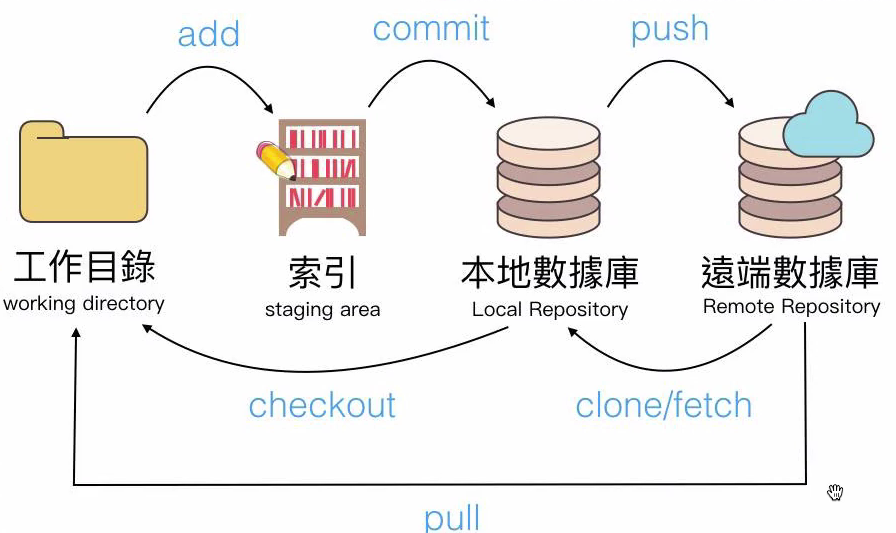 add
commit
push
工作目錄
索引
本地數據庫
遠端數據庫
working directory
staging area
Local Repository
Remote Repository
checkout
clone/fetch
pull